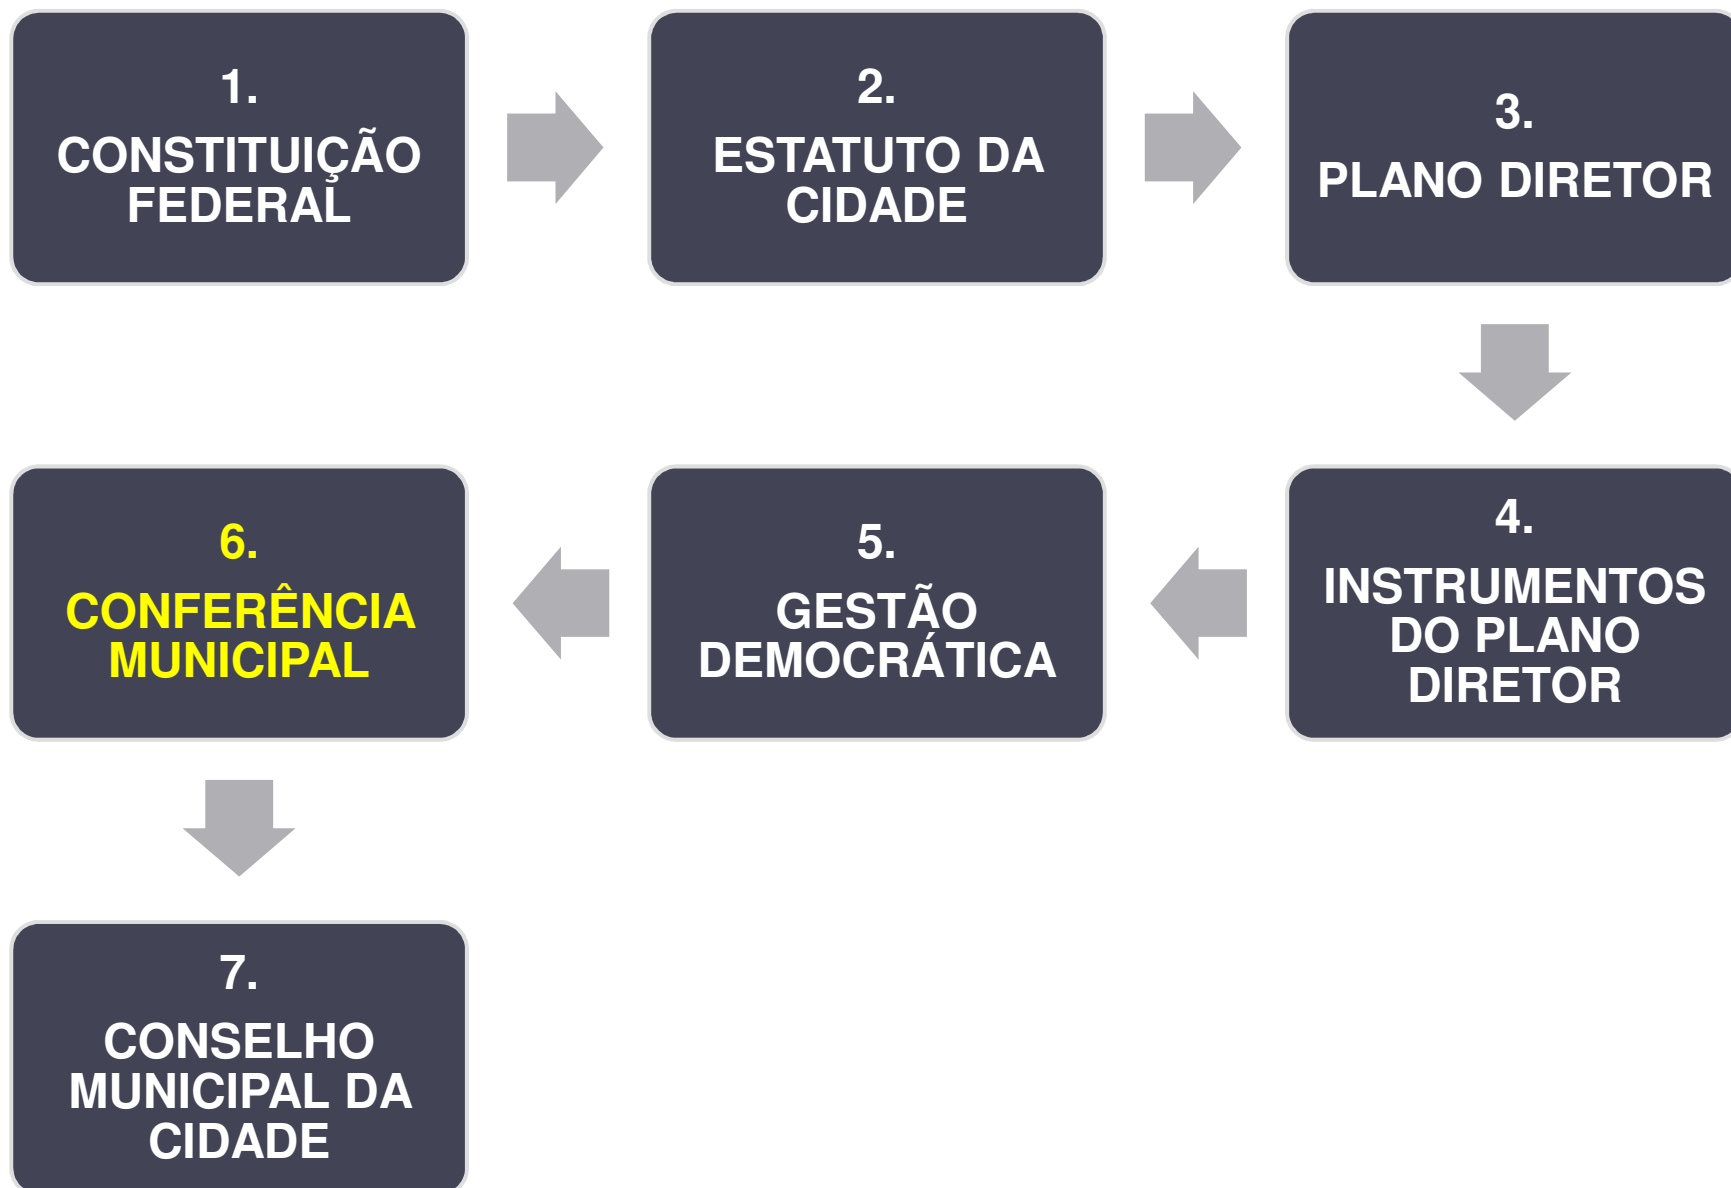 1.
CONSTITUIÇÃO
FEDERAL
2.
ESTATUTO DA
CIDADE
3.
PLANO DIRETOR
4.
INSTRUMENTOS
DO PLANO
DIRETOR
5.
GESTÃO
DEMOCRÁTICA
6.
CONFERÊNCIA
MUNICIPAL
7.
CONSELHO
MUNICIPAL DA
CIDADE